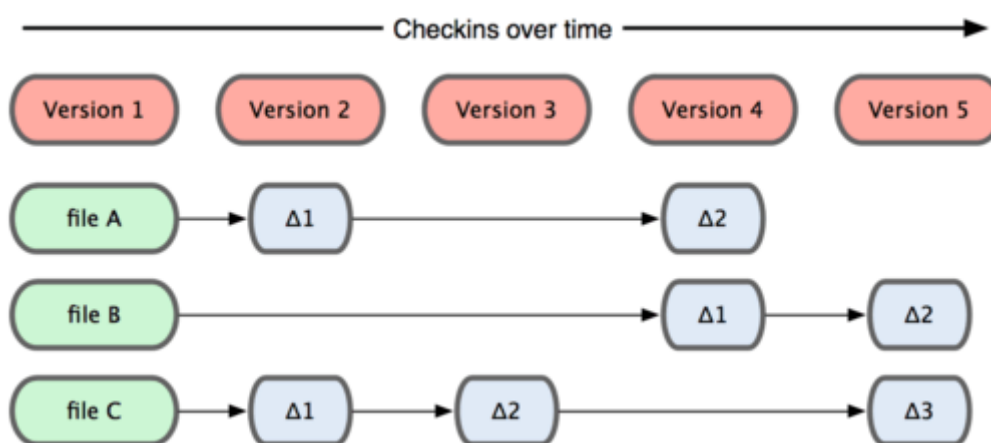 Checkins over time
Version 1 Version 2 Version 3 Version 4 Version 5
file A Δ1 Δ2
file B Δ1 Δ2
file C Δ1 Δ2 Δ3